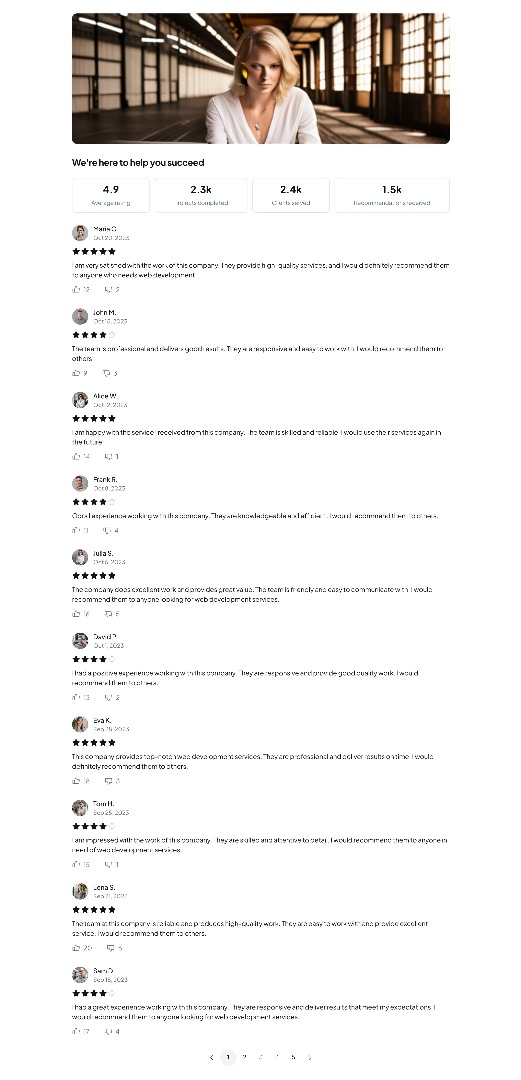 We're here to help you succeed
4.9
Average rating
2.3k
Projects completed
2.4k
Clients served
1.5k
Recommendations received
Maria G.
Oct 20, 2023
I am very satisfied with the work of this company. They provide high-quality services, and I would definitely recommend them
to anyone who needs web development.
12 2
John M.
Oct 15, 2023
The team is professional and delivers good results. They are responsive and easy to work with. I would recommend them to
others.
9 3
Alice W.
Oct 12, 2023
I am happy with the service I received from this company. The team is skilled and reliable. I would use their services again in
the future.
14 1
Frank R.
Oct 8, 2023
Good experience working with this company. They are knowledgeable and efficient. I would recommend them to others.
11 4
Julia S.
Oct 5, 2023
The company does excellent work and provides great value. The team is friendly and easy to communicate with. I would
recommend them to anyone looking for web development services.
16 5
David P.
Oct 1, 2023
I had a positive experience working with this company. They are responsive and provide good quality work. I would
recommend them to others.
13 2
Eva K.
Sep 28, 2023
This company provides top-notch web development services. They are professional and deliver results on time. I would
definitely recommend them to others.
18 3
Tom H.
Sep 25, 2023
I am impressed with the work of this company. They are skilled and attentive to detail. I would recommend them to anyone in
need of web development services.
15 1
Lena S.
Sep 21, 2023
The team at this company is reliable and produces high-quality work. They are easy to work with and provide excellent
service. I would recommend them to others.
20 6
Sam D.
Sep 18, 2023
I had a great experience working with this company. They are responsive and deliver results that meet my expectations. I
would recommend them to anyone looking for web development services.
17 4
1 2 3 4 5